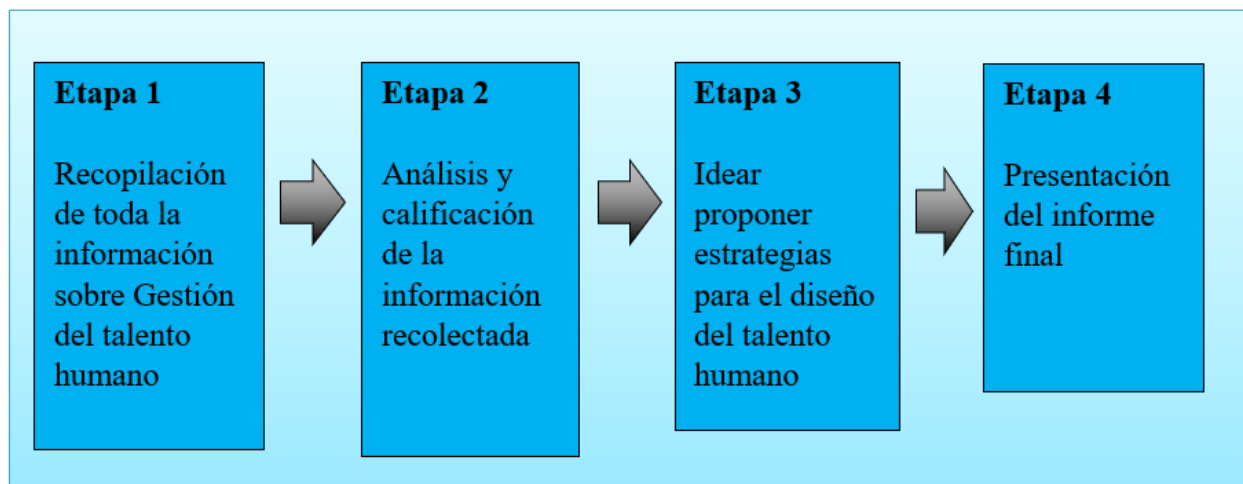 Etapa 1
Recopilación
de toda la
información
sobre Gestión
del talento
humano
Etapa 2
Análisis y
calificación
de la
información
recolectada
Etapa 3
Idear
proponer
estrategias
para el diseño
del talento
humano
Etapa 4
Presentación
del informe
final